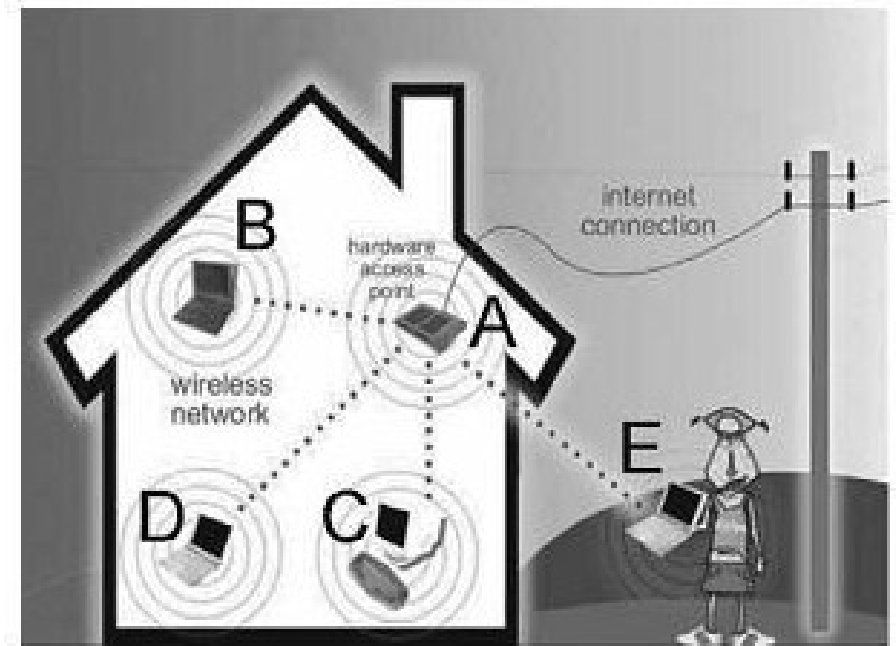 internet
connection
B
hardware
access
point
A
wireless
network
E
D
C